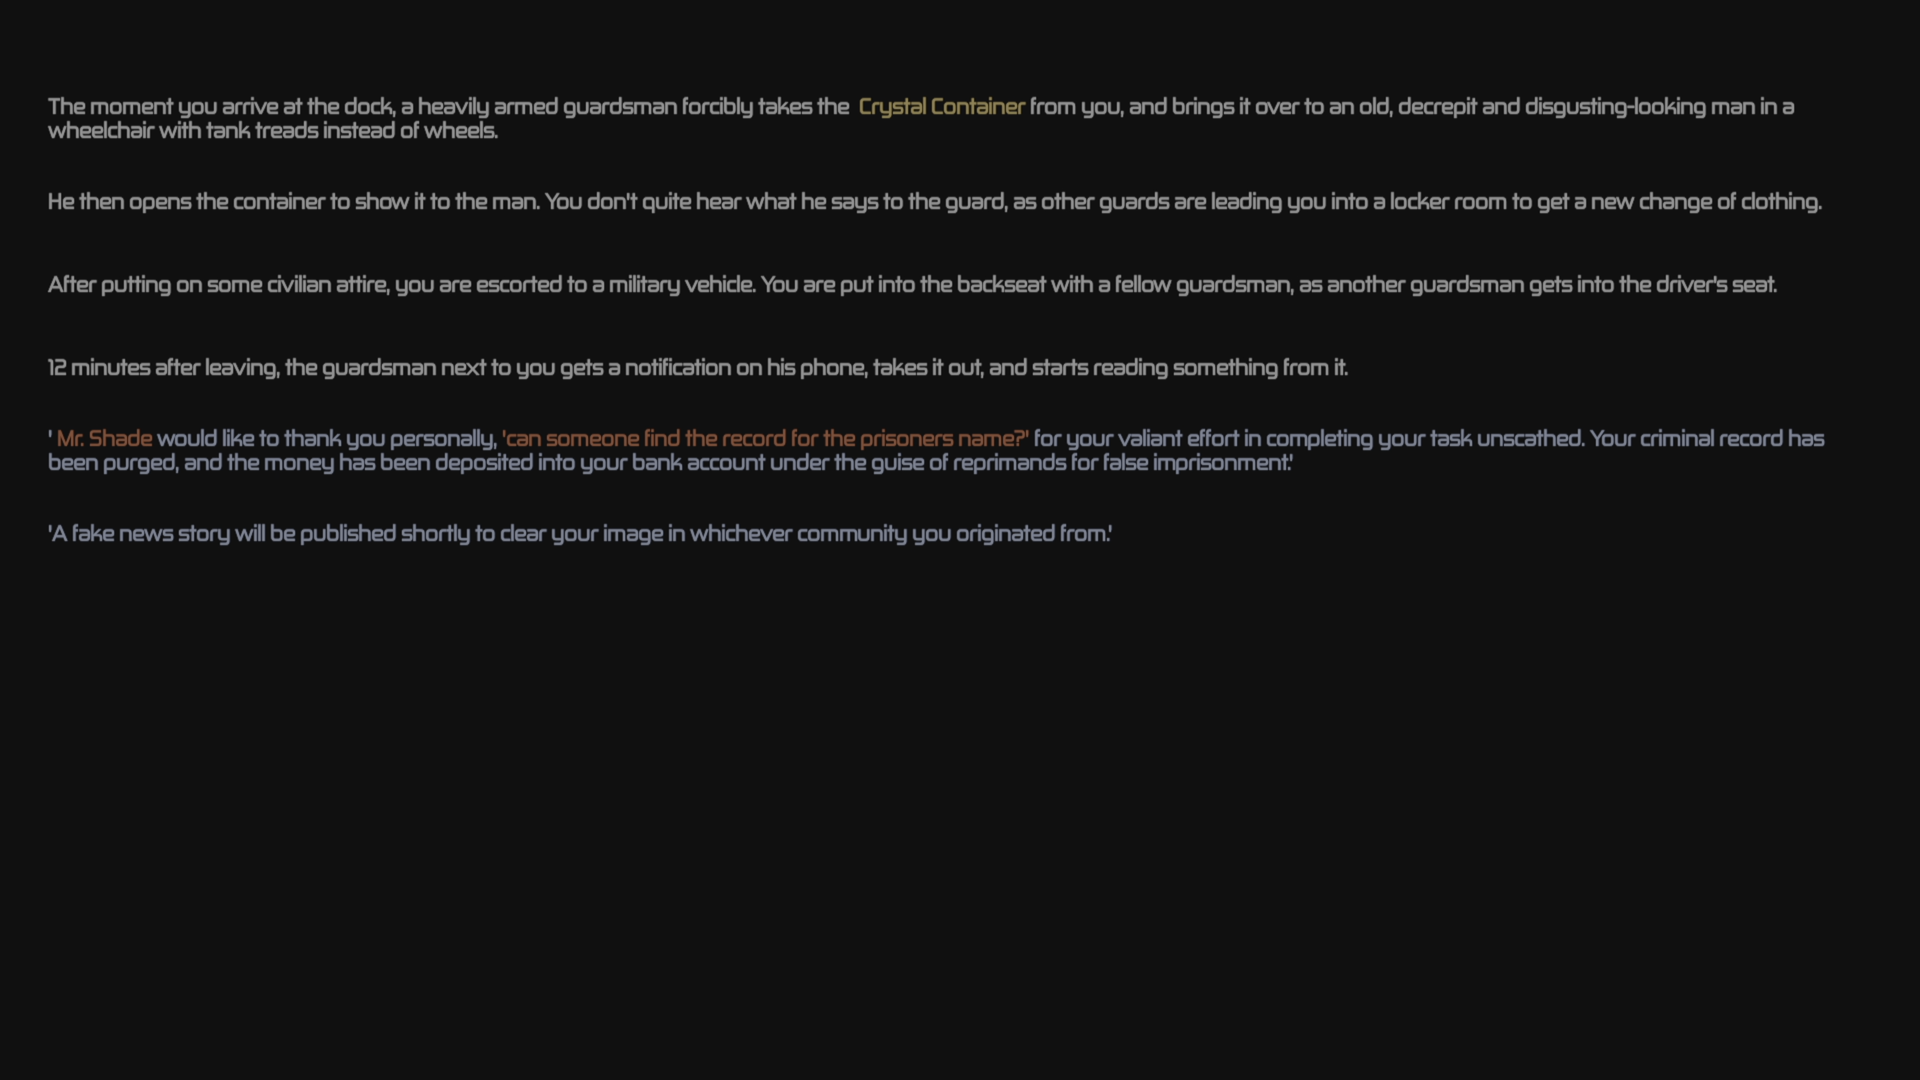 The moment you arrive at the dock, a heavily armed guardsman forcibly takes the Crystal Container from you, and brings it over to an old, decrepit and disgusting-looking man in a
wheelchair with tank treads instead of wheels.
He then opens the container to show it to the man. You don't quite hear what he says to the guard, as other guards are leading you into a locker room to get a new change of clothing.
After putting on some civilian attire, you are escorted to a military vehicle. You are put into the backseat with a fellow guardsman, as another guardsman gets into the driver's seat.
12 minutes after leaving, the guardsman next to you gets a notification on his phone, takes it out, and starts reading something from it.
' Mr. Shade would like to thank you personally, 'can someone find the record for the prisoners name?' for your valiant effort in completing your task unscathed. Your criminal record has
been purged, and the money has been deposited into your bank account under the guise of reprimands for false imprisonment.'
'A fake news story will be published shortly to clear your image in whichever community you originated from.'